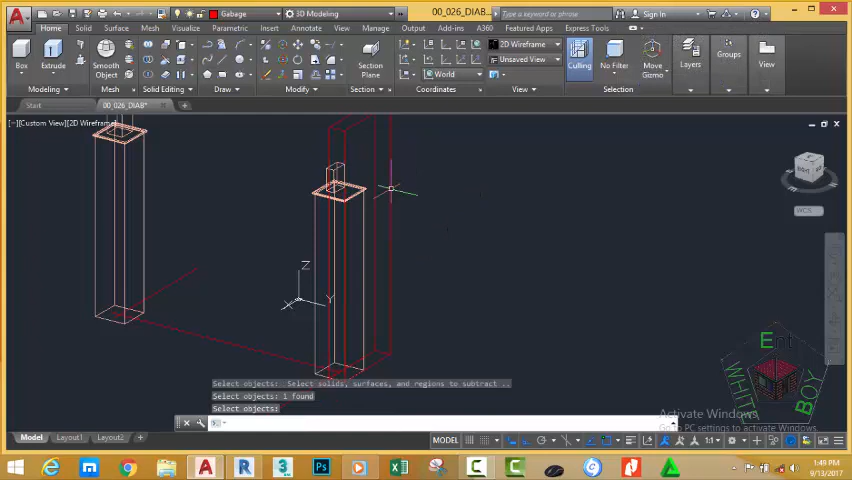 Gabage
3D Modeling
00_026_DIAB...
Type a keyword or phrase
Sign In
Home Solid Surface Mesh Visualize Parametric Insert Annotate View Manage Output Add-ins A360 Featured Apps Express Tools
Box
Extrude
Smooth
Object
Section
Plane
World
2D Wireframe
Unsaved View
Culling
No Filter
Move
Gizmo
Layers
Groups
View
Modeling
Mesh
Solid Editing
Draw
Modify
Section
Coordinates
View
Selection
Start
00_026_DIAB*
[−][Custom View][2D Wireframe]
WCS
Z
Y
X
Select objects: Select solids, surfaces, and regions to subtract ..
Select objects: 1 found
Select objects:
Ent
WHITE
BOY
Activate Windows
Go to PC settings to activate Windows.
Model
Layout1
Layout2
MODEL
1:1
1:49 PM
9/13/2017